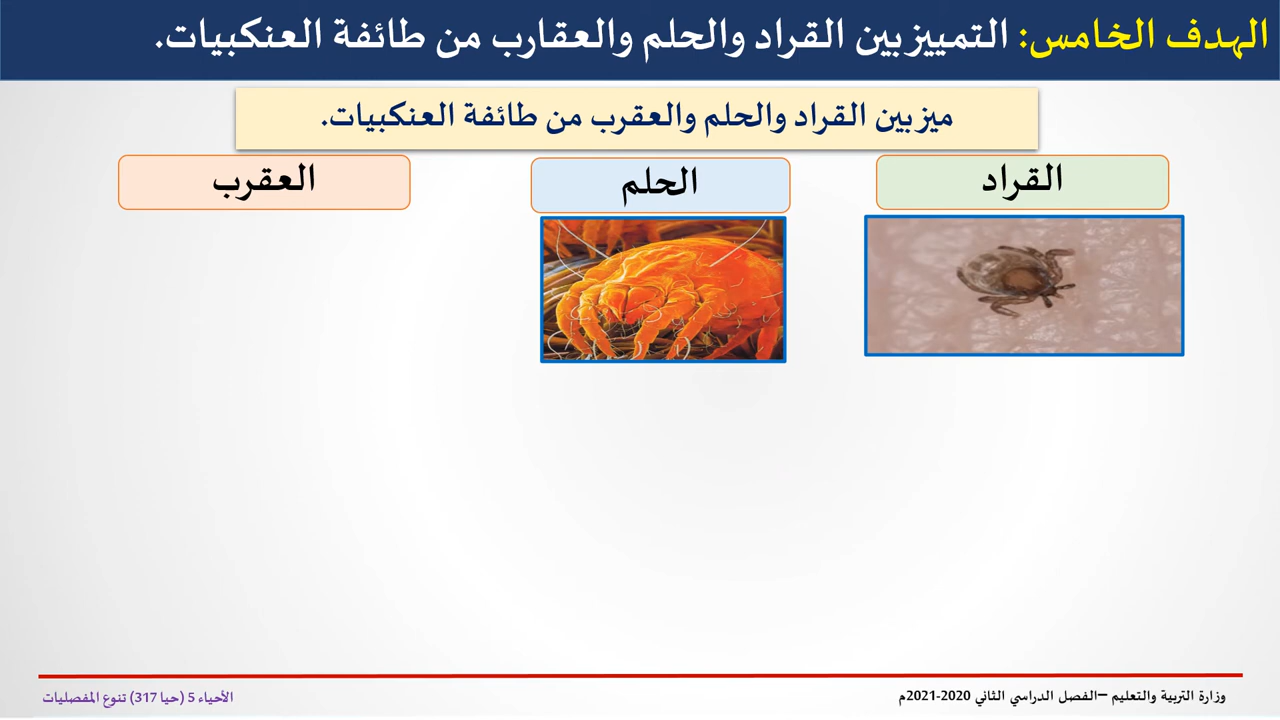 الهدف الخامس: التمييز بين القراد والحلم والعقارب من طائفة العنكبيات.
ميز بين القراد والحلم والعقرب من طائفة العنكبيات.
القراد
الحلم
العقرب
وزارة التربية والتعليم –الفصل الدراسي الثاني 2020-2021م
الأحياء 5 (حيا 317) تنوع المفصليات